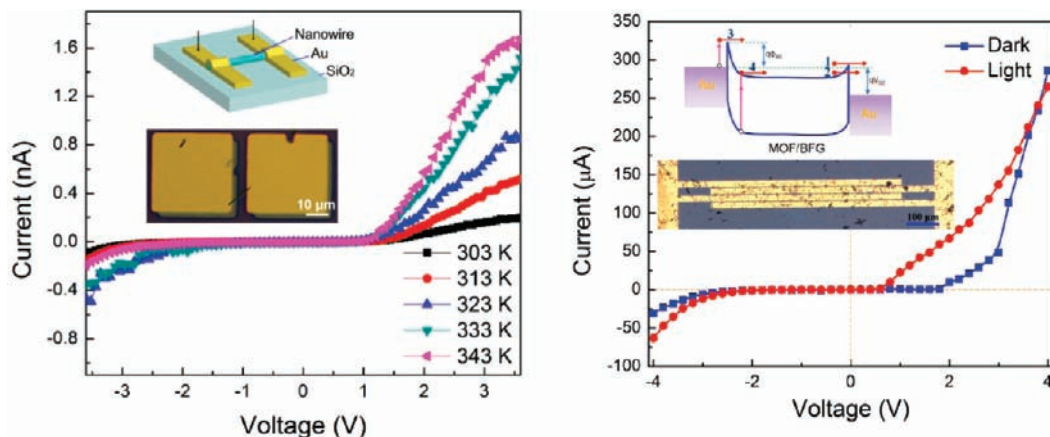 Current (nA)
1.6
1.2
0.8
0.4
0.0
-0.4
-0.8
Nanowire
Au
SiO₂
10 μm
303 K
313 K
323 K
333 K
343 K
-3
-2
-1
0
1
2
3
Voltage (V)
Current (μA)
350
300
250
200
150
100
50
0
-50
-100
Dark
Light
3
4
1
2
Au
Au
MOF/BFG
100 μm
-4
-2
0
2
4
Voltage (V)